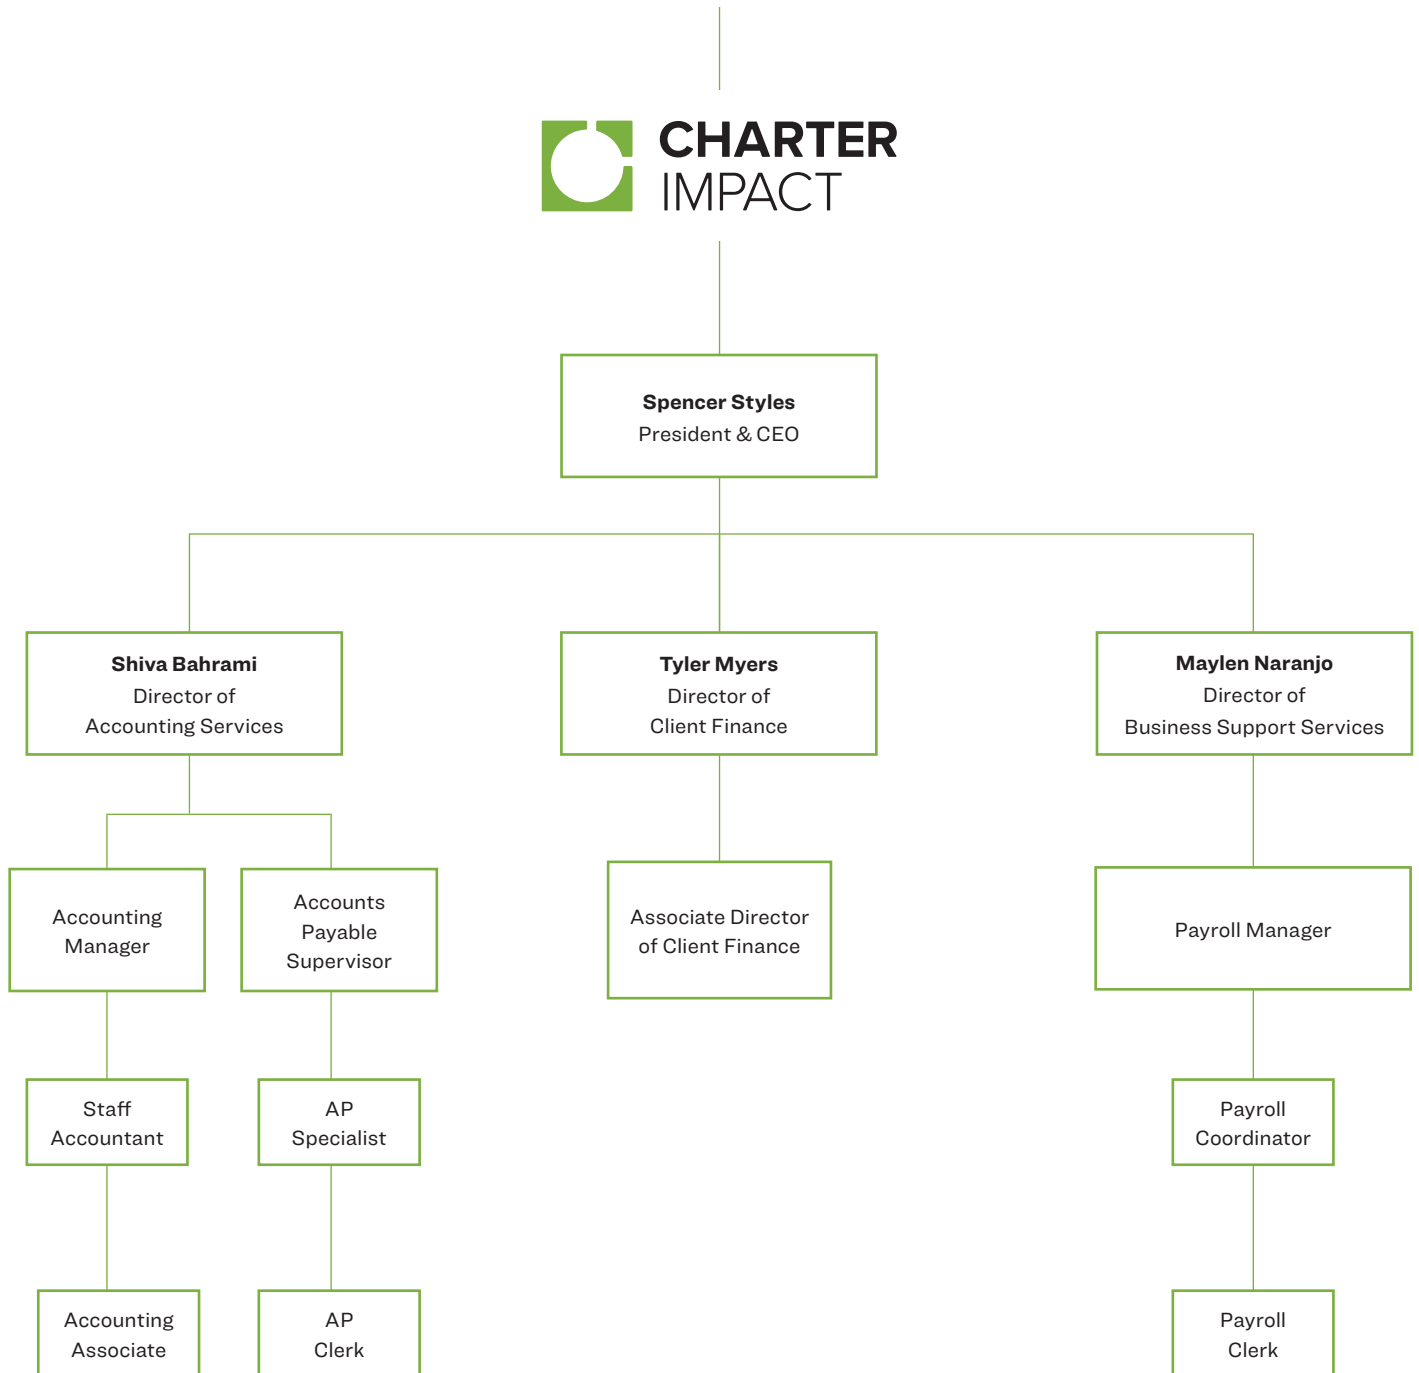 CHARTER
IMPACT
Spencer Styles
President & CEO
Shiva Bahrami
Director of
Accounting Services
Tyler Myers
Director of
Client Finance
Maylen Naranjo
Director of
Business Support Services
Accounting
Manager
Accounts
Payable
Supervisor
Associate Director
of Client Finance
Payroll Manager
Staff
Accountant
AP
Specialist
Payroll
Coordinator
Accounting
Associate
AP
Clerk
Payroll
Clerk